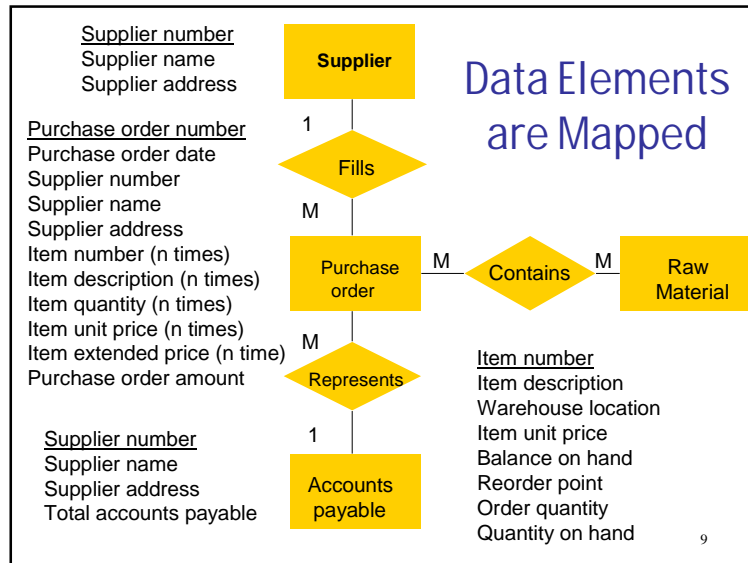 Supplier number
Supplier name
Supplier address
Supplier
Data Elements
are Mapped
1
Fills
M
Purchase order number
Purchase order date
Supplier number
Supplier name
Supplier address
Item number (n times)
Item description (n times)
Item quantity (n times)
Item unit price (n times)
Item extended price (n time)
Purchase order amount
Purchase
order
M
Contains
M
Raw
Material
M
Represents
1
Supplier number
Supplier name
Supplier address
Total accounts payable
Accounts
payable
Item number
Item description
Warehouse location
Item unit price
Balance on hand
Reorder point
Order quantity
Quantity on hand
9